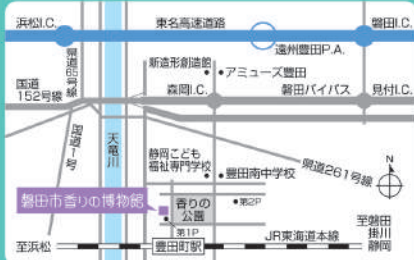 浜松I.C.
東名高速道路
磐田I.C.
県道65号線
遠州豊田P.A.
新造形創造館
アミューズ豊田
国道
152号線
森岡I.C.
磐田バイパス
見付I.C.
国道1号
天竜川
静岡こども
福祉専門学校
豊田南中学校
県道261号線
N
磐田市香りの博物館
香りの
公園
第2P
第1P
至浜松
豊田町駅
JR東海道本線
至磐田
掛川
静岡